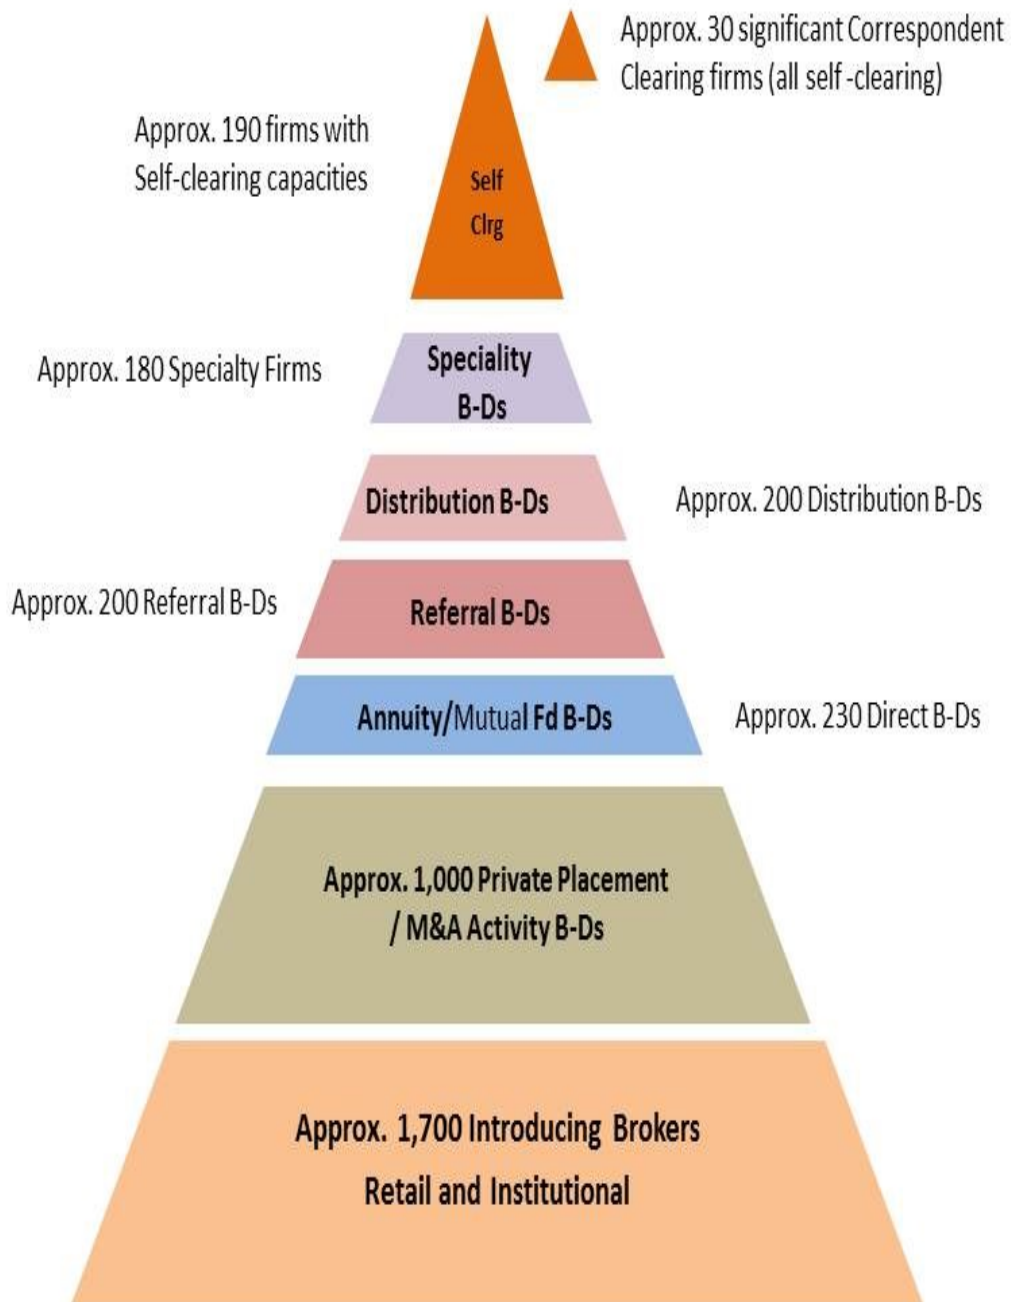 Approx. 30 significant Correspondent
Clearing firms (all self -clearing)
Approx. 190 firms with
Self-clearing capacities
Self
Clrg
Approx. 180 Specialty Firms
Speciality
B-Ds
Distribution B-Ds
Approx. 200 Distribution B-Ds
Approx. 200 Referral B-Ds
Referral B-Ds
Annuity/Mutual Fd B-Ds
Approx. 230 Direct B-Ds
Approx. 1,000 Private Placement
/ M&A Activity B-Ds
Approx. 1,700 Introducing Brokers
Retail and Institutional